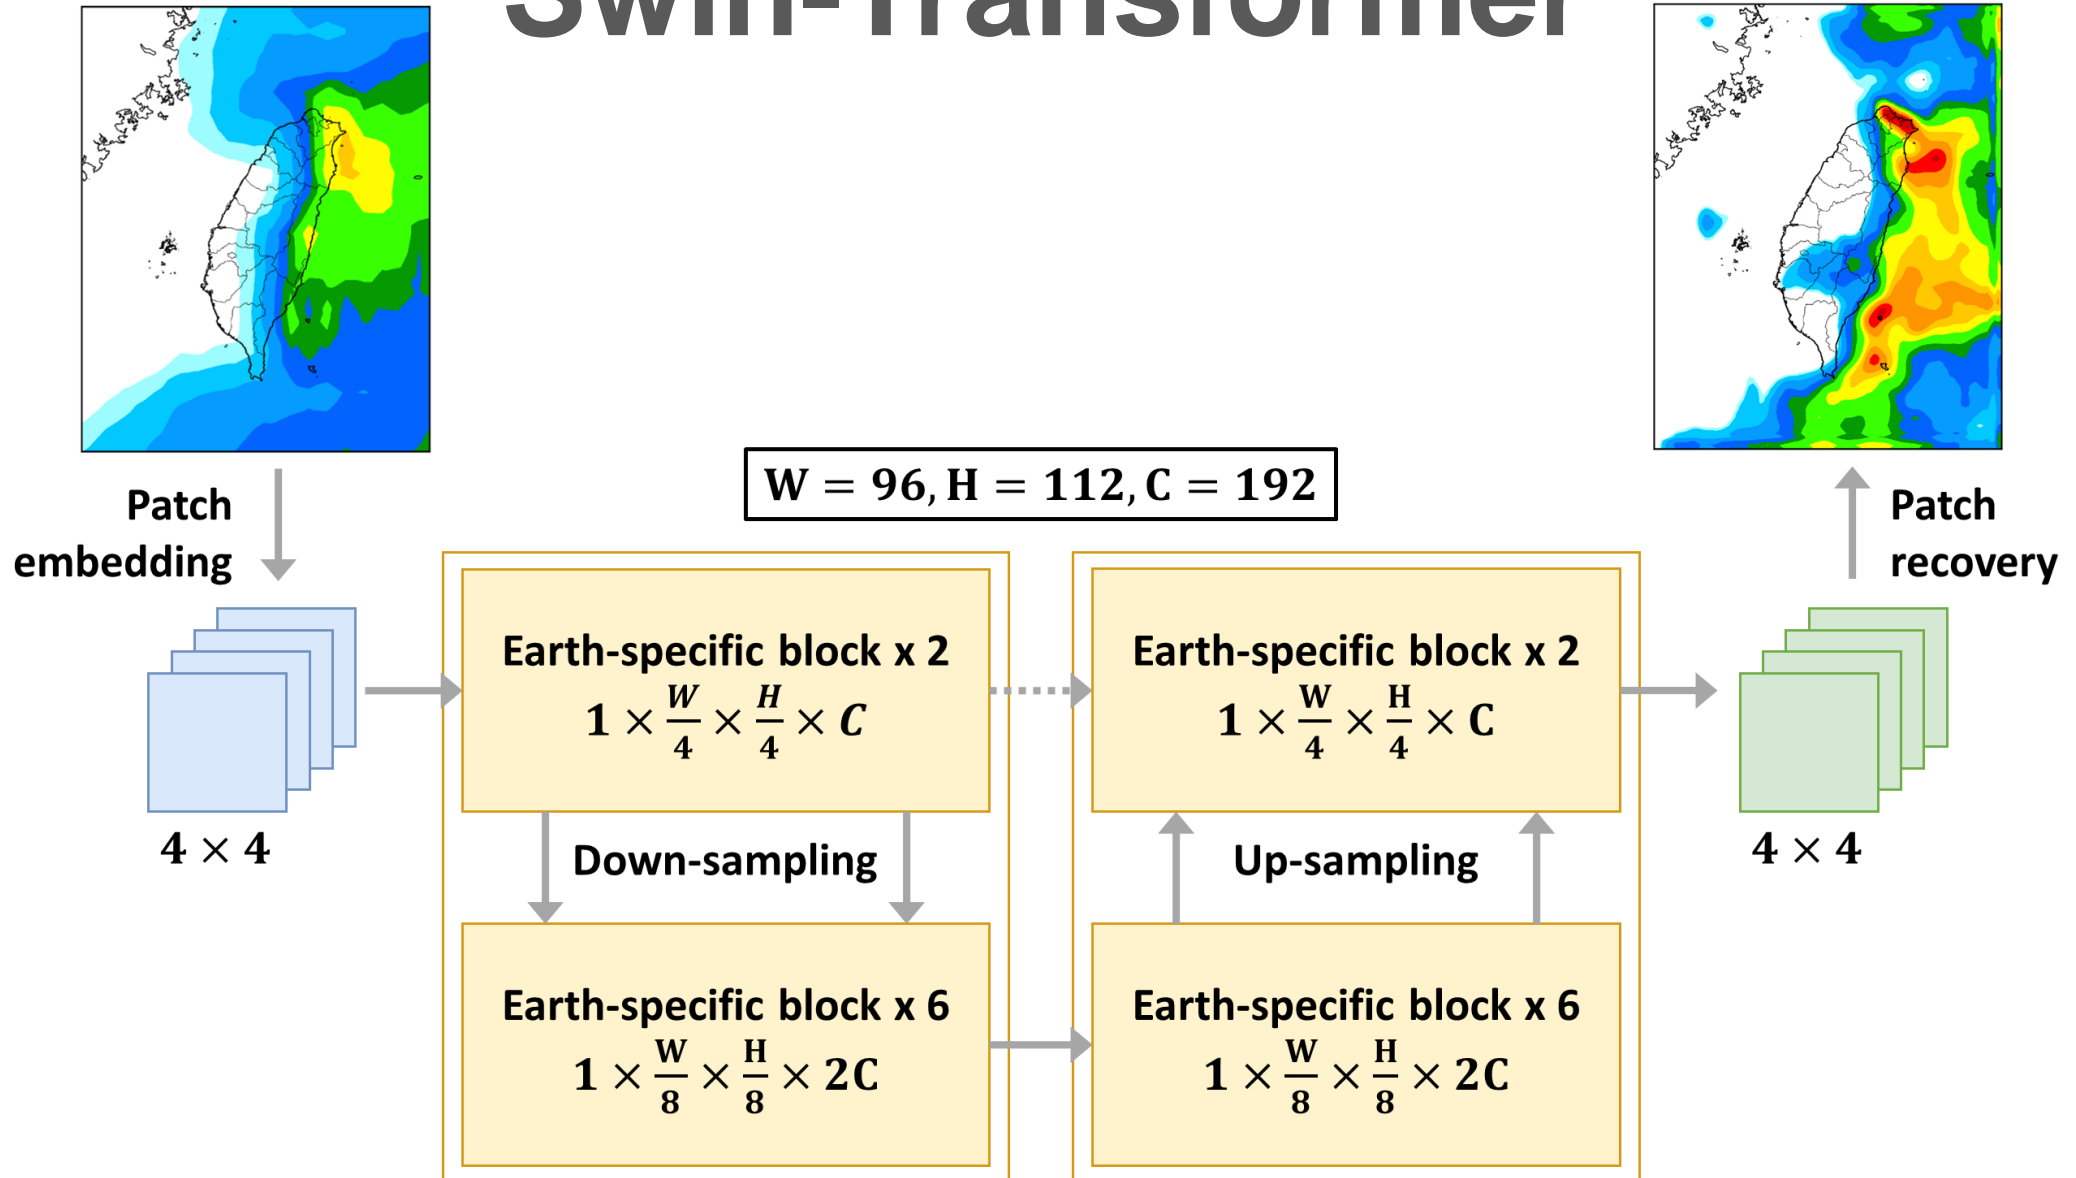 Swin-Transformer
W = 96, H = 112, C = 192
Patch
embedding
Patch
recovery
Earth-specific block x 2
1 × W/4 × H/4 × C
Earth-specific block x 2
1 × W/4 × H/4 × C
4 × 4
Down-sampling
Up-sampling
4 × 4
Earth-specific block x 6
1 × W/8 × H/8 × 2C
Earth-specific block x 6
1 × W/8 × H/8 × 2C